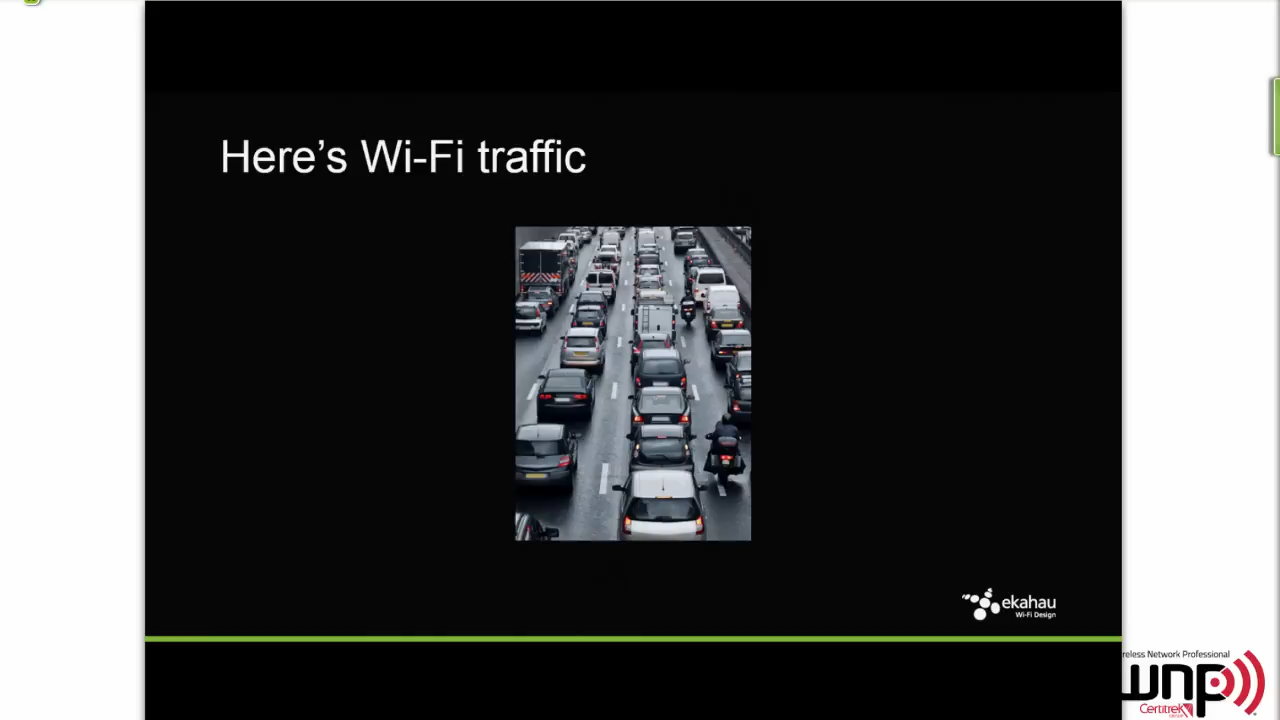 Here’s Wi-Fi traffic
ekahau
Wi-Fi Design
reless Network Professional
wnp
Certitrek